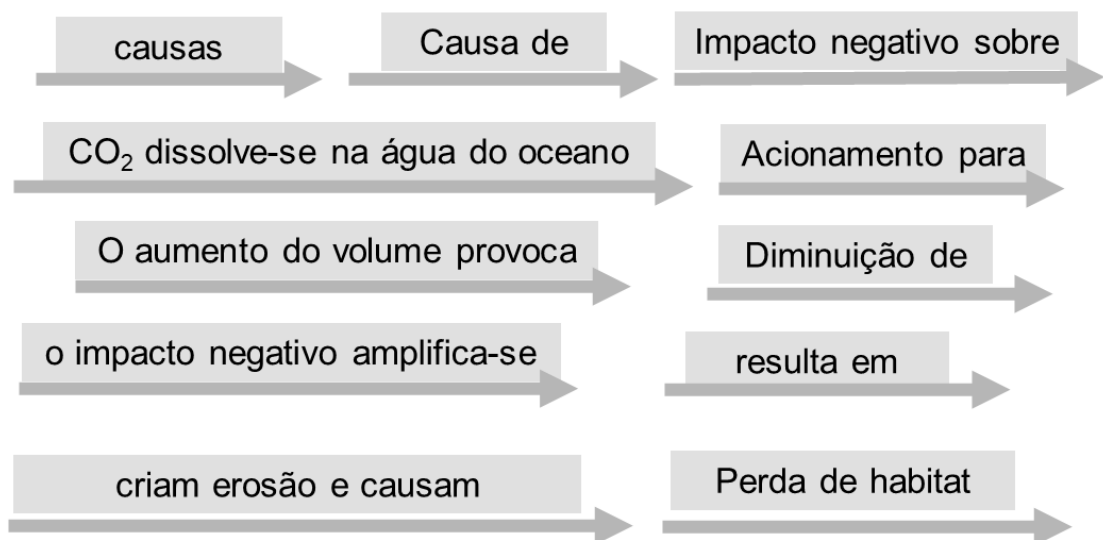 causas
Causa de
Impacto negativo sobre
CO₂ dissolve-se na água do oceano
Acionamento para
O aumento do volume provoca
Diminuição de
o impacto negativo amplifica-se
resulta em
criam erosão e causam
Perda de habitat